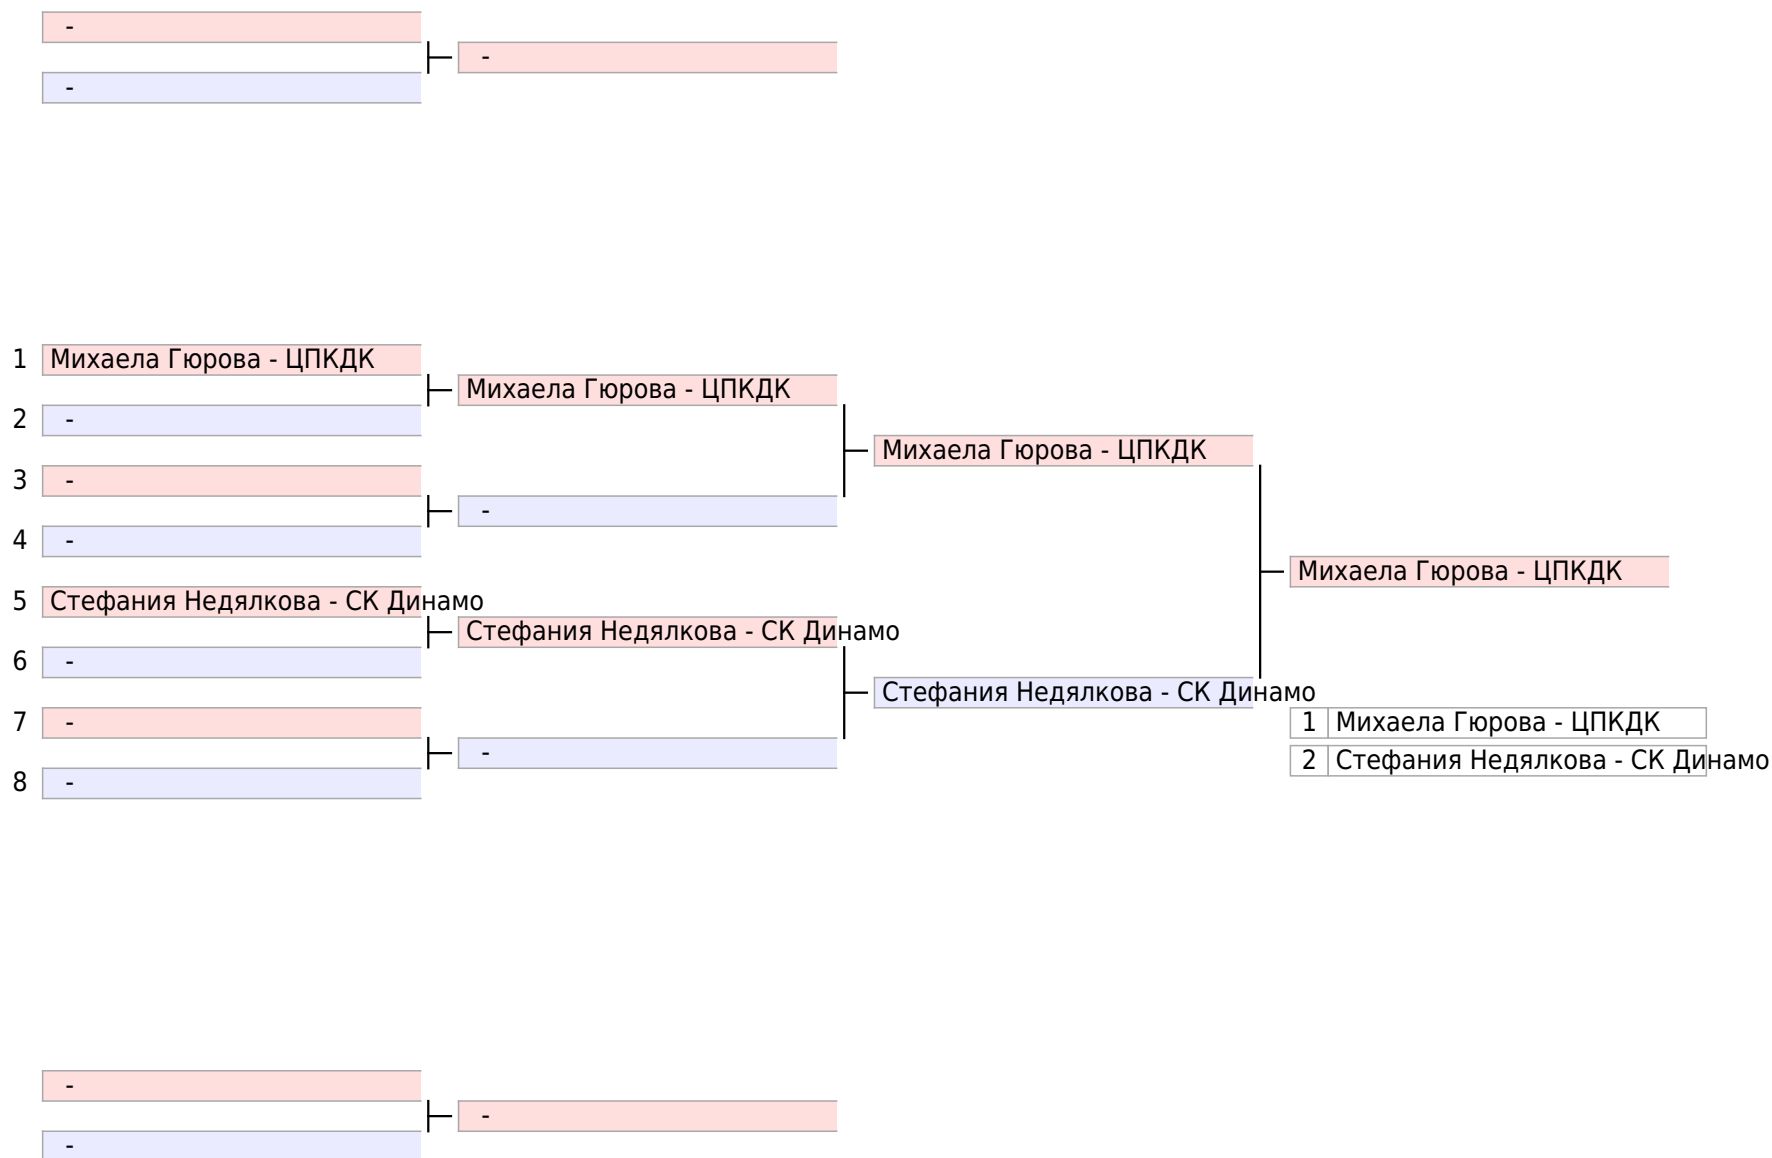 -
-
-
1 Михаела Гюрова - ЦПКДК
Михаела Гюрова - ЦПКДК
2 -
Михаела Гюрова - ЦПКДК
3 -
-
4 -
Михаела Гюрова - ЦПКДК
5 Стефания Недялкова - СК Динамо
Стефания Недялкова - СК Динамо
6 -
Стефания Недялкова - СК Динамо
7 -
1 Михаела Гюрова - ЦПКДК
-
2 Стефания Недялкова - СК Динамо
8 -
-
-
-